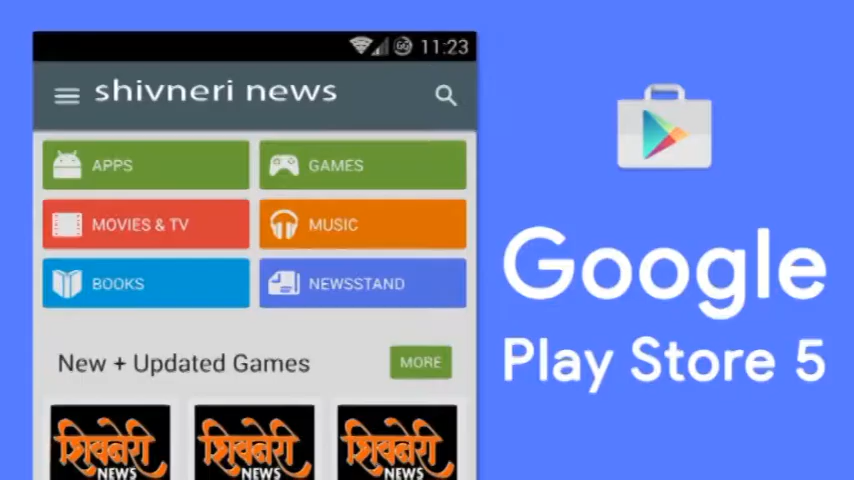 11:23
shivneri news
APPS
GAMES
MOVIES & TV
MUSIC
BOOKS
NEWSSTAND
New + Updated Games
MORE
शिवनेरी
NEWS
शिवनेरी
NEWS
शिवनेरी
NEWS
Google
Play Store 5